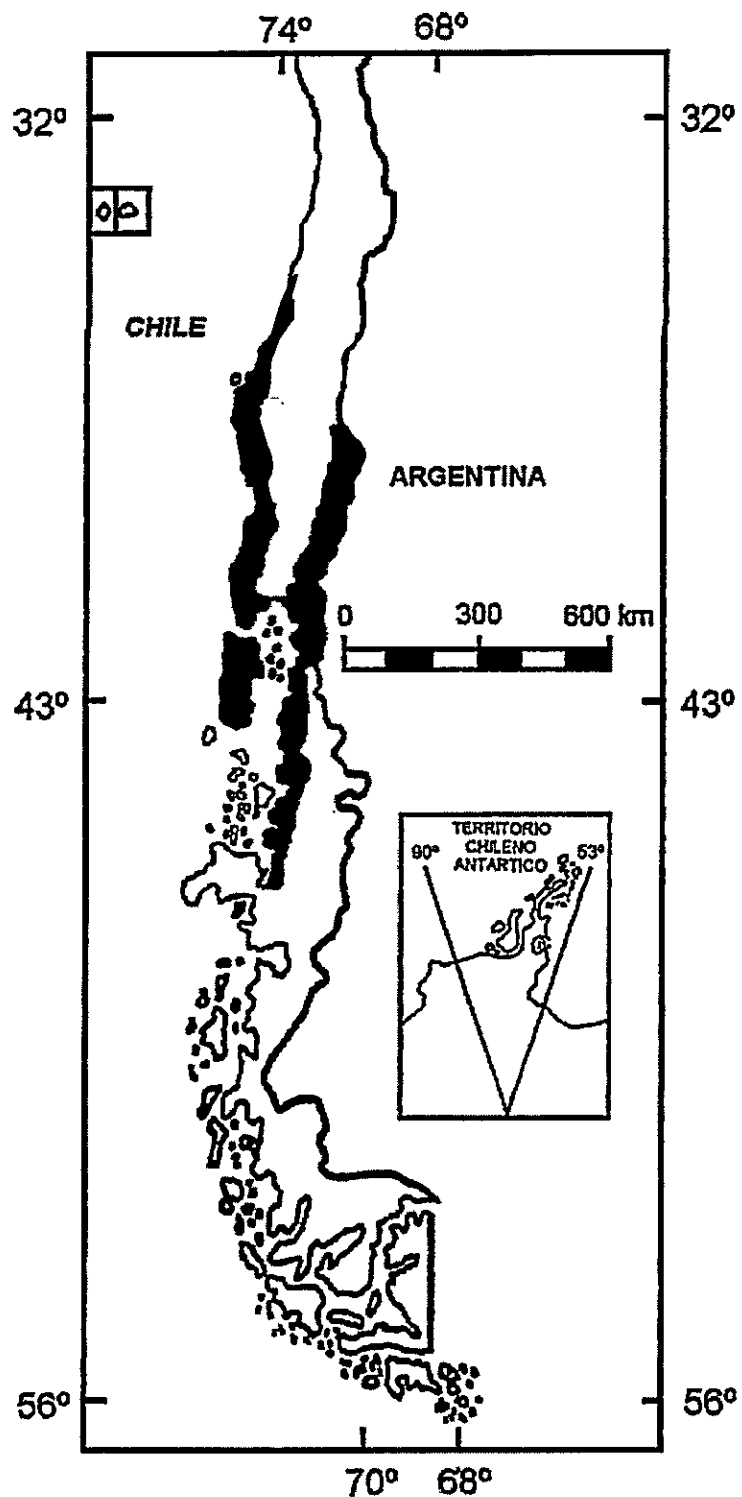 74º 68º
32º 32º
CHILE
ARGENTINA
0 300 600 km
43º 43º
TERRITORIO
CHILENO
ANTARTICO
90º 53º
56º 56º
70º 68º